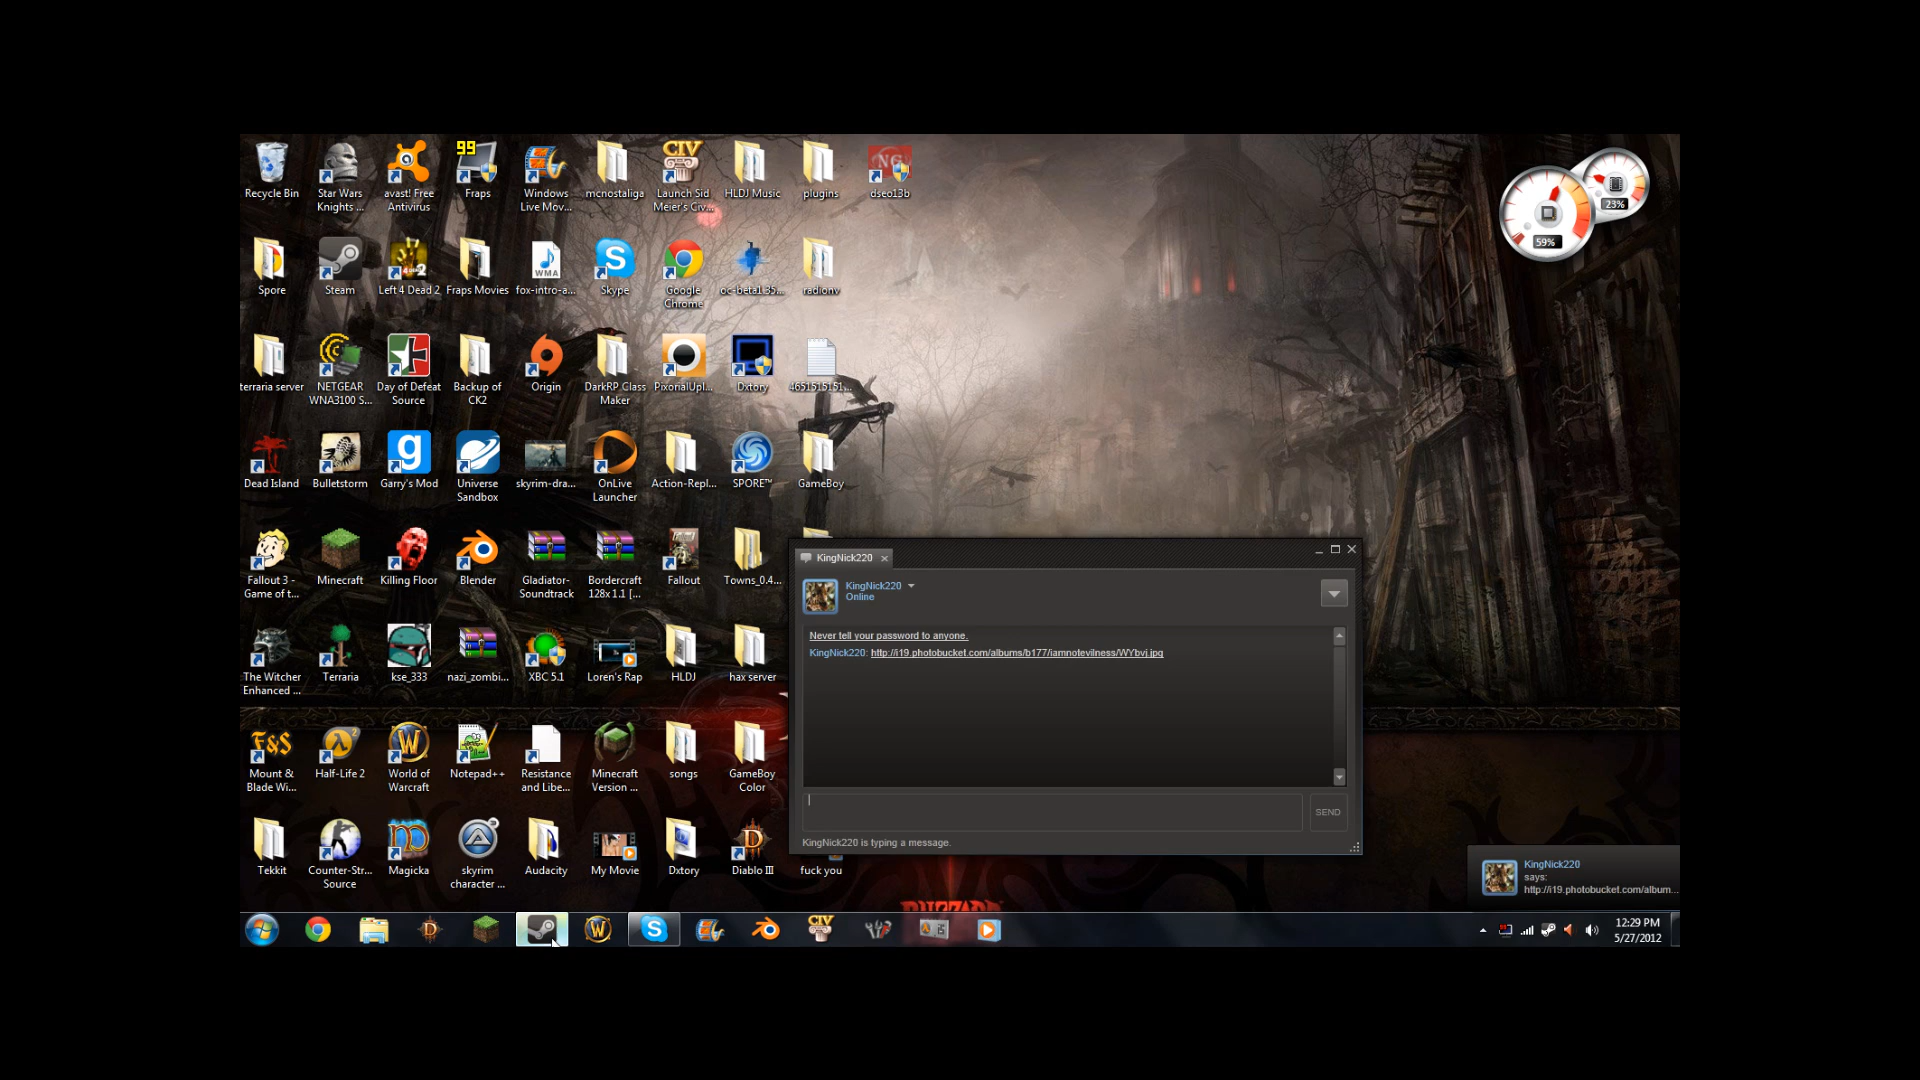 99
Recycle Bin
Star Wars
Knights ...
avast! Free
Antivirus
Fraps
Windows
Live Mov...
mcnostaliga
CIV
Launch Sid
Meier's Civ...
HLDJ Music
plugins
NG
dseo13b
59%
23%
Spore
Steam
Left 4 Dead 2
Fraps Movies
WMA
fox-intro-a...
Skype
Google
Chrome
oc-beta1.35...
radionv
terraria server
NETGEAR
WNA3100 S...
Day of Defeat
Source
Backup of
CK2
Origin
DarkRP Class
Maker
PixorialUpl...
Dxtory
4651515151...
Dead Island
Bulletstorm
Garry's Mod
Universe
Sandbox
skyrim-dra...
OnLive
Launcher
Action-Repl...
SPORE™
GameBoy
Fallout 3 -
Game of t...
Minecraft
Killing Floor
Blender
Gladiator-
Soundtrack
Bordercraft
128x 1.1 [...
Fallout
Towns_0.4...
The Witcher
Enhanced ...
Terraria
kse_333
nazi_zombi...
XBC 5.1
Loren's Rap
HLDJ
hax server
F&S
Mount &
Blade Wi...
Half-Life 2
World of
Warcraft
Notepad++
Resistance
and Libe...
Minecraft
Version ...
songs
GameBoy
Color
Tekkit
Counter-Str...
Source
Magicka
skyrim
character ...
Audacity
My Movie
Dxtory
Diablo III
fuck you
KingNick220
KingNick220
Online
Never tell your password to anyone.
KingNick220: http://i19.photobucket.com/albums/b177/iamnotevilness/WYbvj.jpg
SEND
KingNick220 is typing a message.
KingNick220
says:
http://i19.photobucket.com/album...
CIV
12:29 PM
5/27/2012